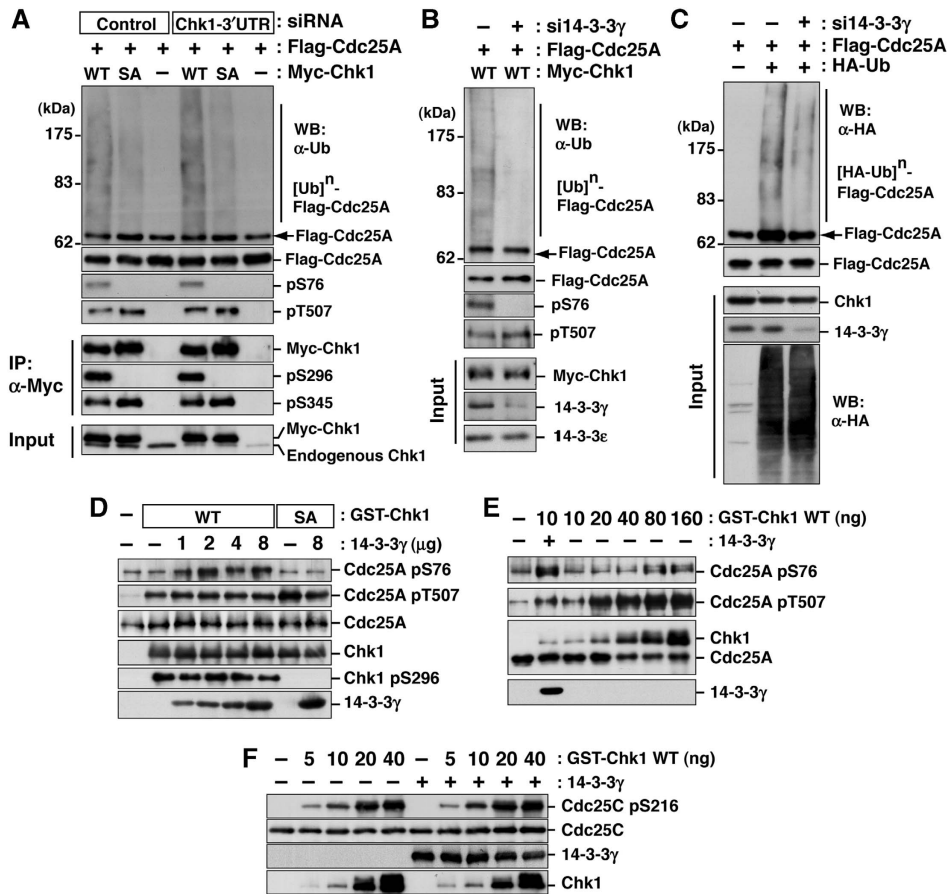 A
Control Chk1-3′UTR : siRNA
+ + + + + + : Flag-Cdc25A
WT SA – WT SA – : Myc-Chk1
(kDa)
175
83
62
WB:
α-Ub
[Ub]n-
Flag-Cdc25A
Flag-Cdc25A
Flag-Cdc25A
pS76
pT507
IP:
α-Myc
Myc-Chk1
pS296
pS345
Input
Myc-Chk1
Endogenous Chk1
B
– + : si14-3-3γ
+ + : Flag-Cdc25A
WT WT : Myc-Chk1
(kDa)
175
83
62
WB:
α-Ub
[Ub]n-
Flag-Cdc25A
Flag-Cdc25A
Flag-Cdc25A
pS76
pT507
Input
Myc-Chk1
14-3-3γ
14-3-3ε
C
– – + : si14-3-3γ
+ + + : Flag-Cdc25A
– + + : HA-Ub
(kDa)
175
83
62
WB:
α-HA
[HA-Ub]n-
Flag-Cdc25A
Flag-Cdc25A
Flag-Cdc25A
Input
Chk1
14-3-3γ
WB:
α-HA
D
– WT SA : GST-Chk1
– – 1 2 4 8 – 8 : 14-3-3γ (μg)
Cdc25A pS76
Cdc25A pT507
Cdc25A
Chk1
Chk1 pS296
14-3-3γ
E
– 10 10 20 40 80 160 : GST-Chk1 WT (ng)
– + – – – – – : 14-3-3γ
Cdc25A pS76
Cdc25A pT507
Chk1
Cdc25A
14-3-3γ
F
– 5 10 20 40 – 5 10 20 40 : GST-Chk1 WT (ng)
– – – – – + + + + + : 14-3-3γ
Cdc25C pS216
Cdc25C
14-3-3γ
Chk1